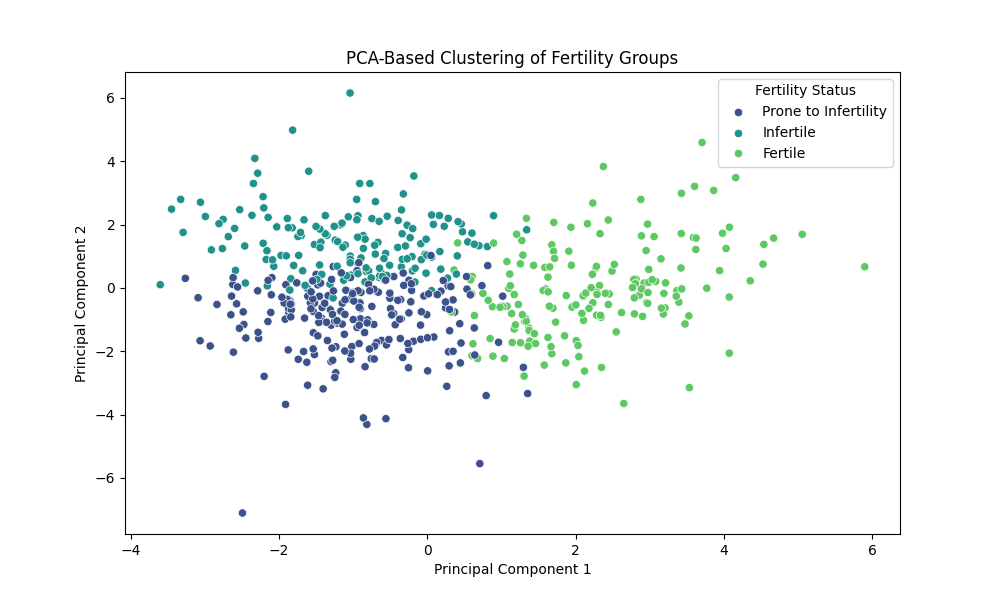 PCA-Based Clustering of Fertility Groups
Fertility Status
Prone to Infertility
Infertile
Fertile
6
4
2
0
−2
−4
−6
Principal Component 2
−4
−2
0
2
4
6
Principal Component 1